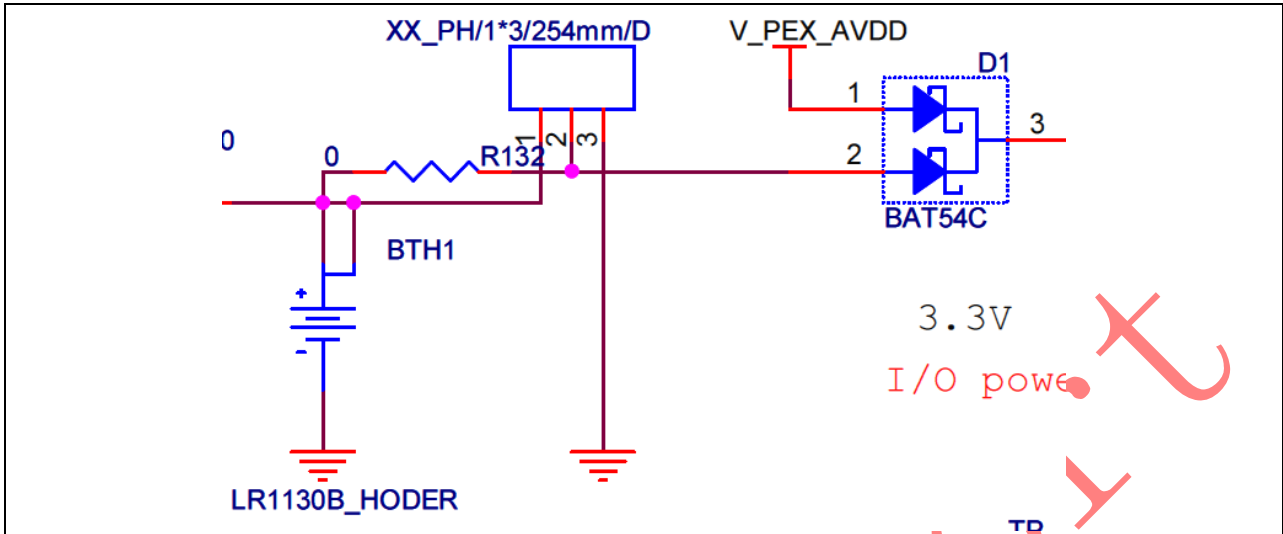 XX_PH/1*3/254mm/D
V_PEX_AVDD
D1
1
3
2
BAT54C
0
0
R132
1
2
3
BTH1
+
-
LR1130B_HODER
3.3V
I/O powe